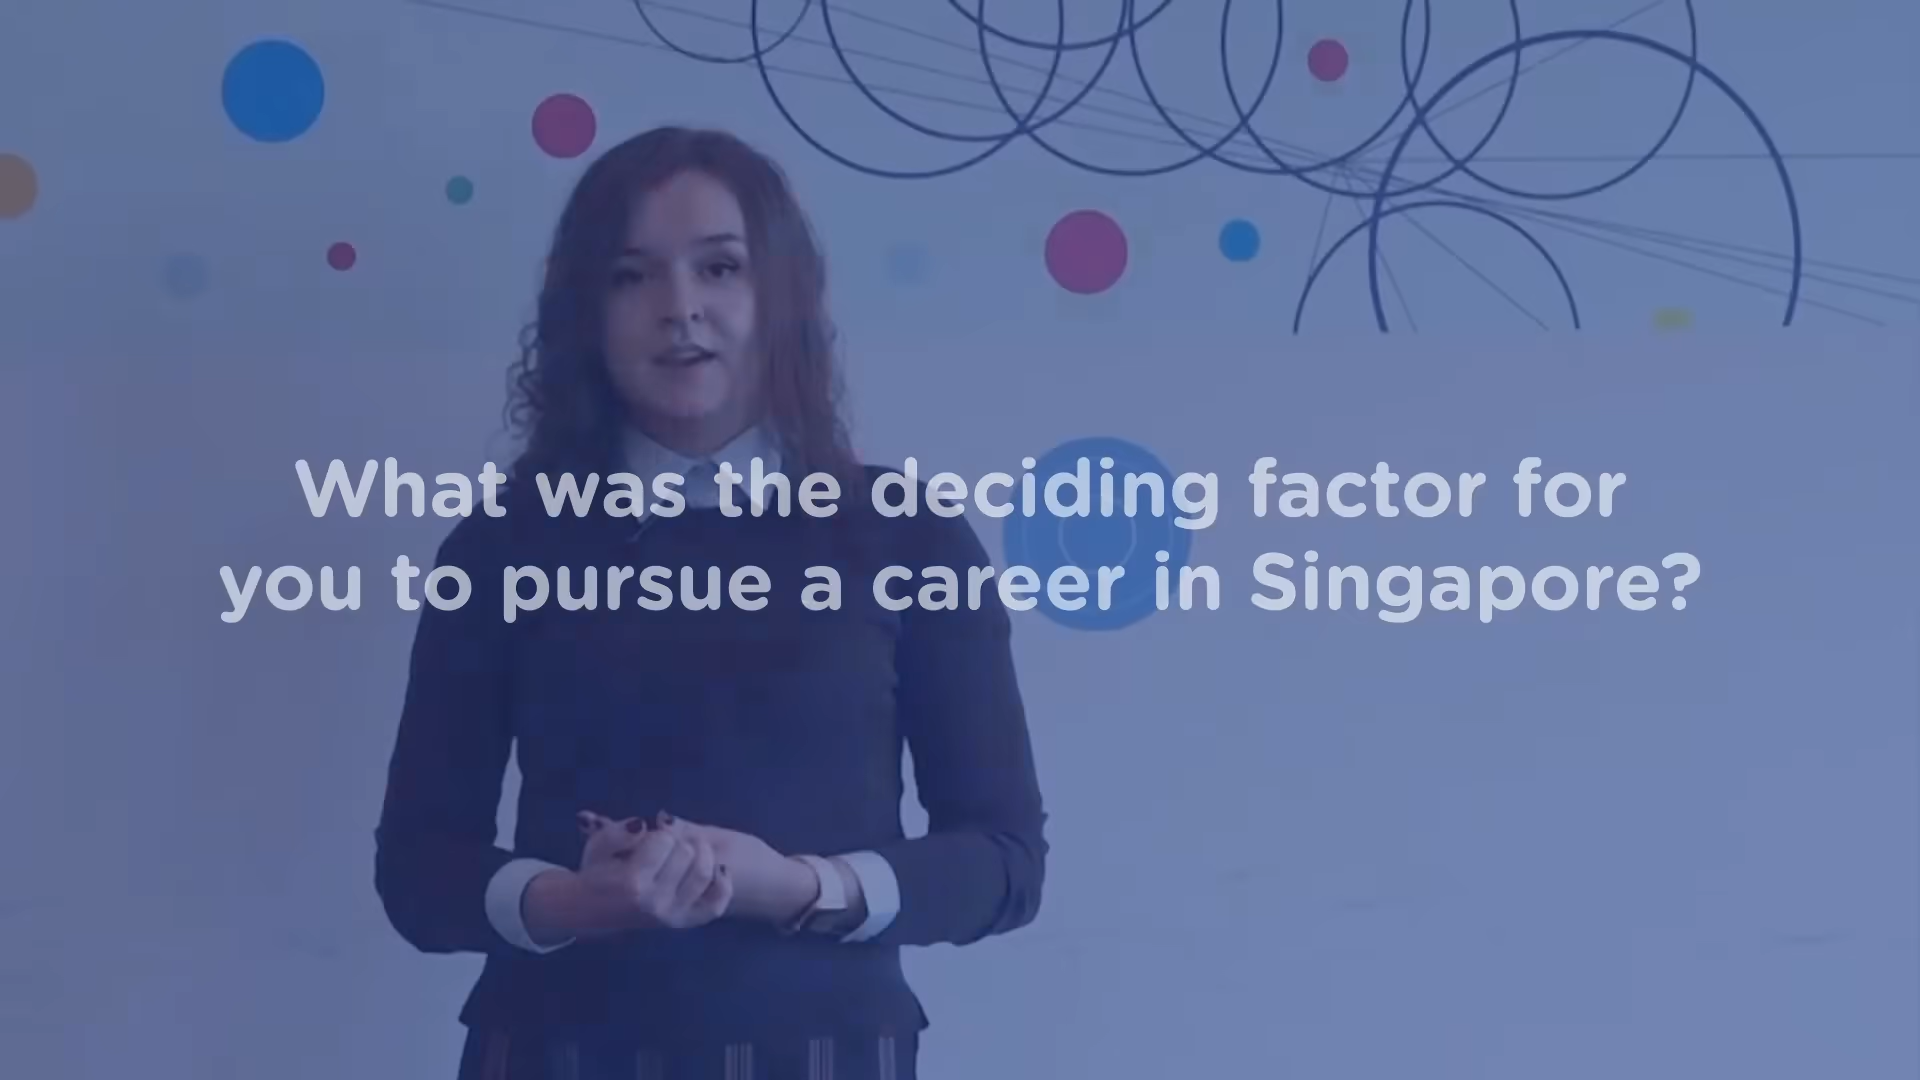 What was the deciding factor for
you to pursue a career in Singapore?